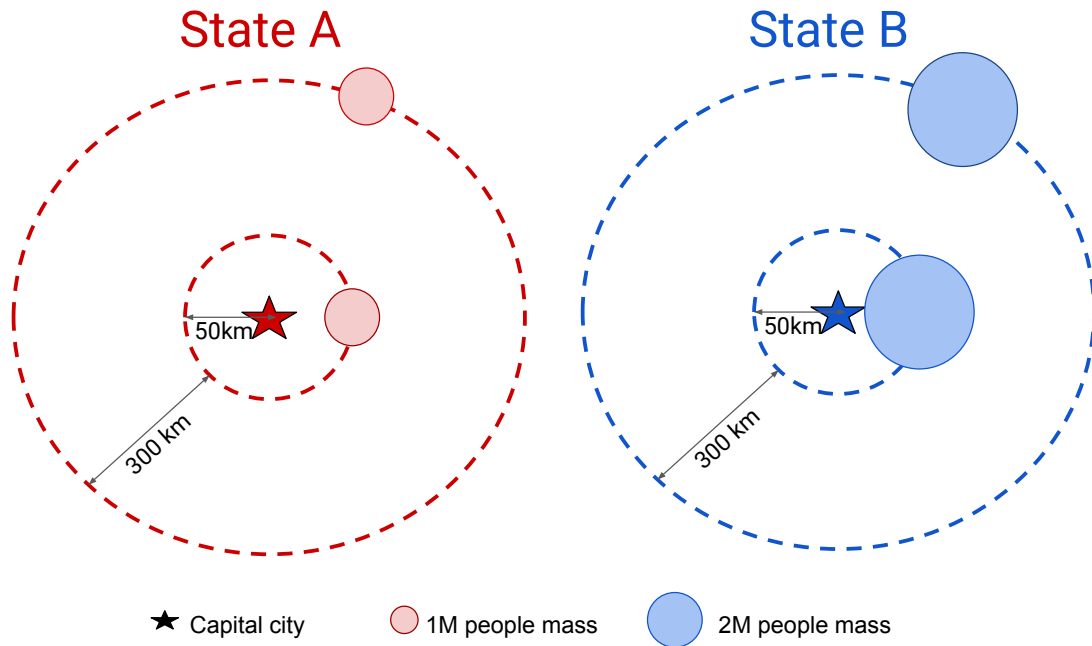 State A
State B
50km
50km
300 km
300 km
Capital city
1M people mass
2M people mass